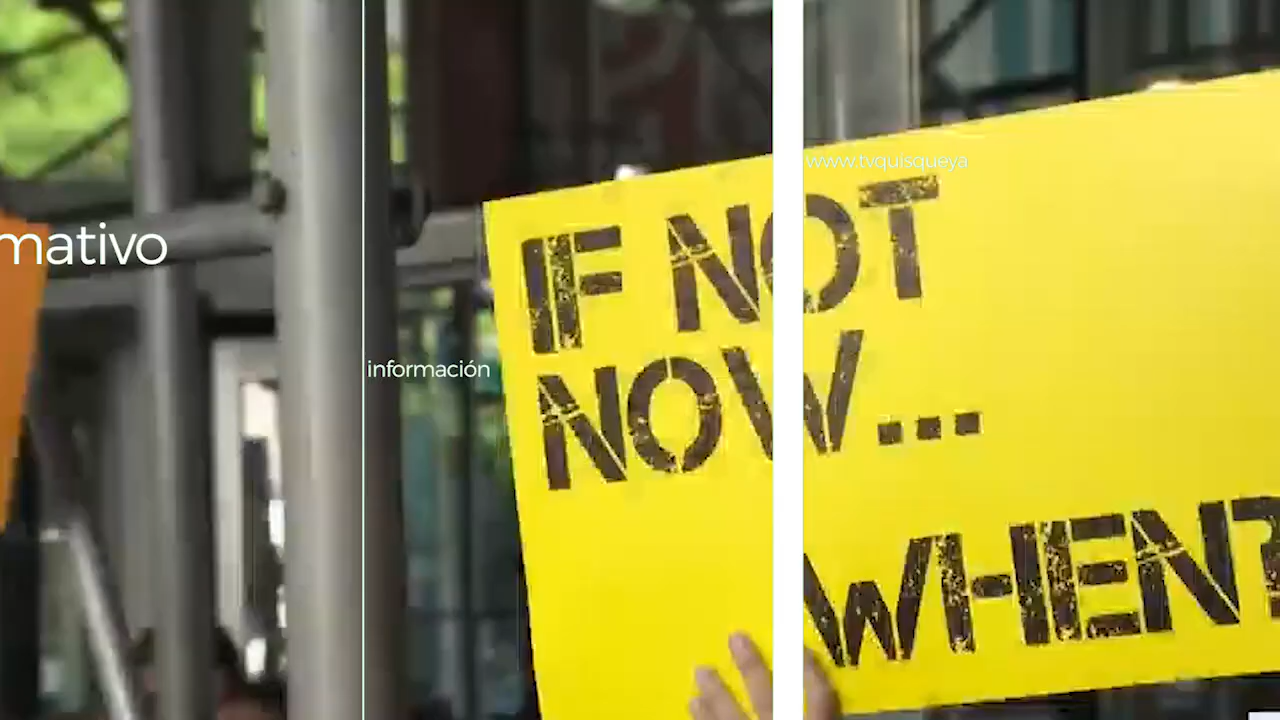 www.tvquisqueya
mativo
información
IF NOT
NOW...
WHEN?